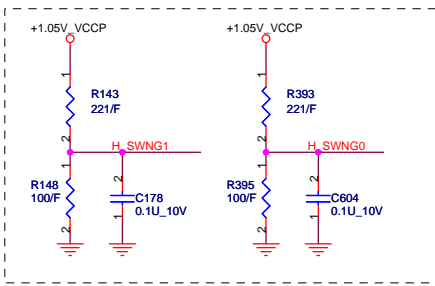 +1.05V_VCCP
+1.05V_VCCP
1
1
R143
221/F
R393
221/F
2
2
H_SWNG1
H_SWNG0
1
2
1
2
R148
100/F
C178
0.1U_10V
R395
100/F
C604
0.1U_10V
2
1
2
1